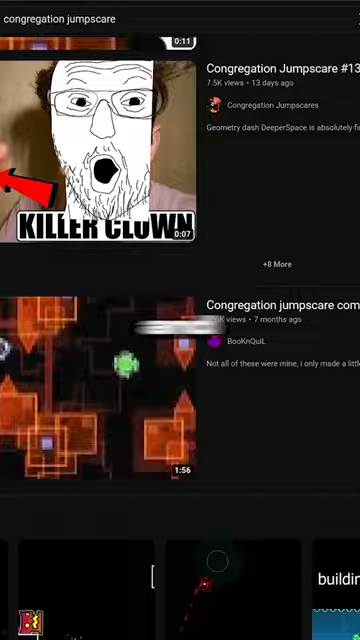 congregation jumpscare
0:11
Congregation Jumpscare #13
7.5K views • 13 days ago
Congregation Jumpscares
Geometry dash DeeperSpace is absolutely fi
KILLER CLOWN
0:07
+8 More
Congregation jumpscare com
views • 7 months ago
BooKnQuiL
Not all of these were mine, i only made a little
1:56
buildin